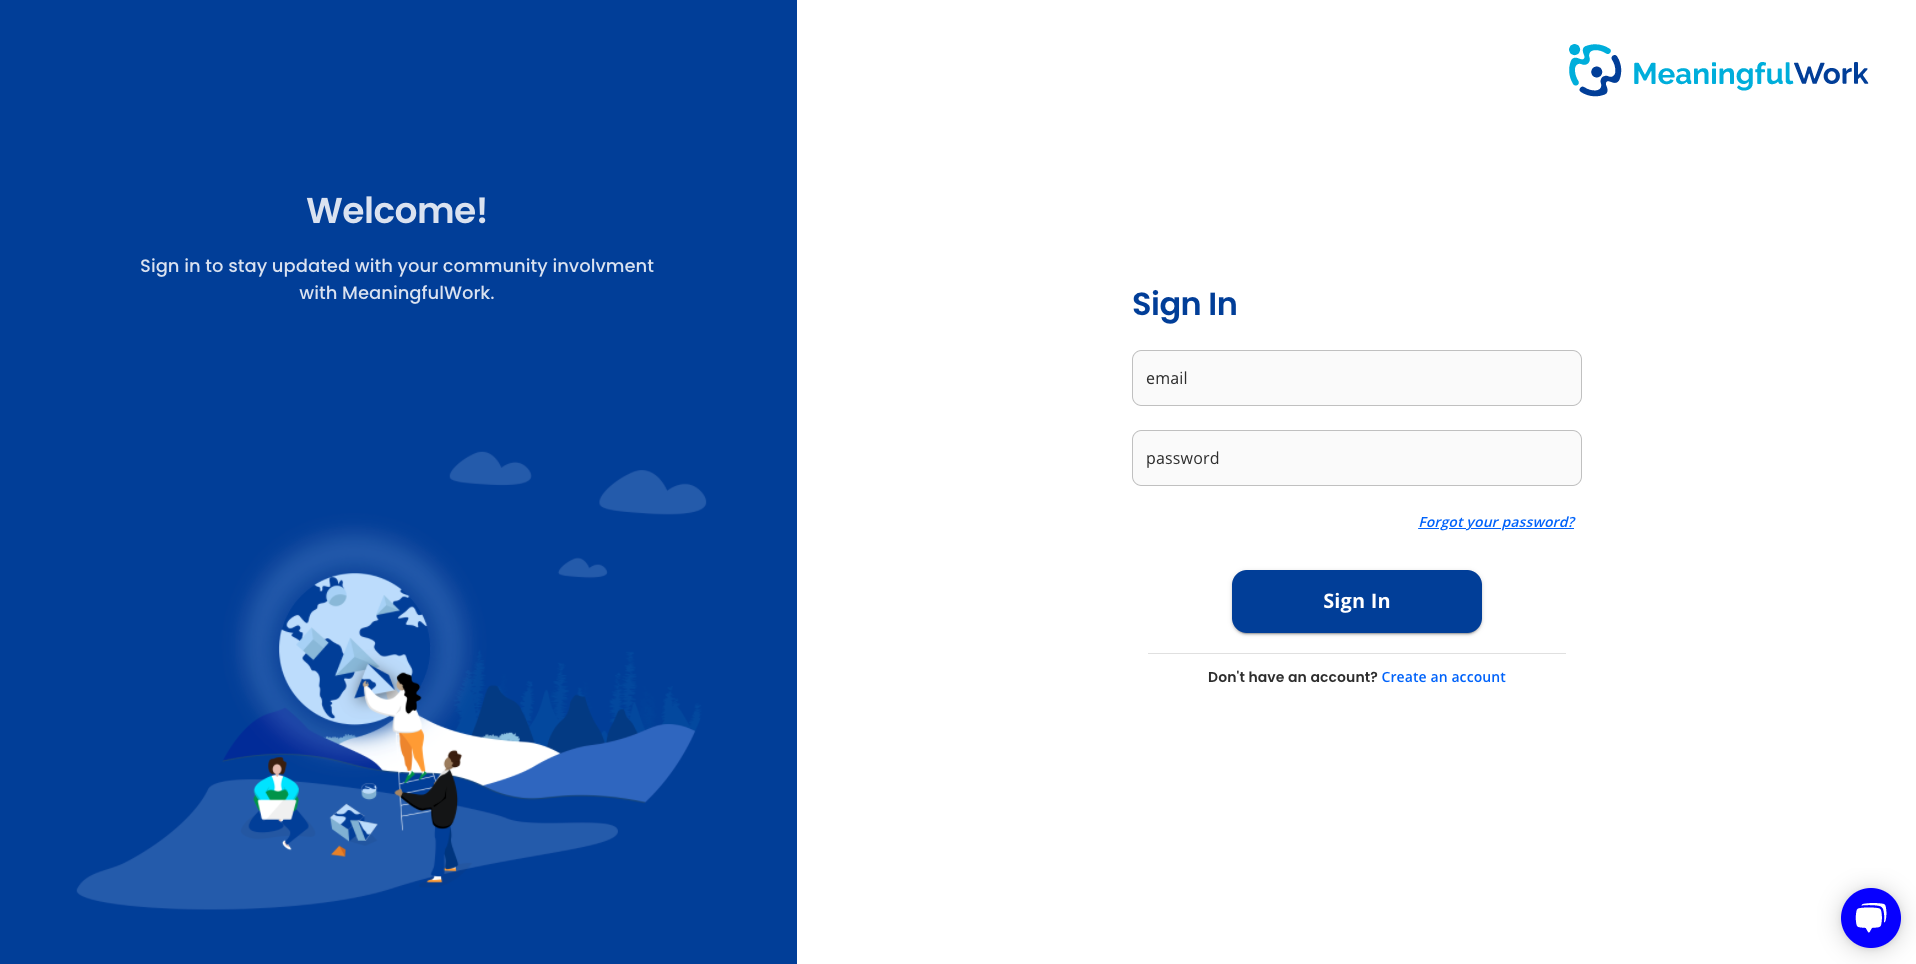 MeaningfulWork
Welcome!
Sign in to stay updated with your community involvment
with MeaningfulWork.
Sign In
email
password
Forgot your password?
Sign In
Don't have an account? Create an account